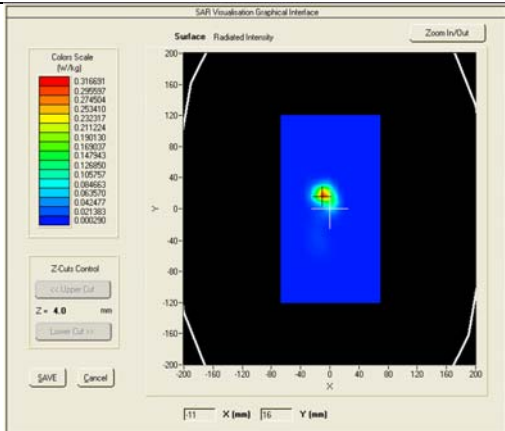 SAR Visualisation Graphical Interface
Surface Radiated Intensity
Zoom In/Out
Colors Scale
(W/kg)
0.316691
0.295597
0.274504
0.253410
0.232317
0.211224
0.190130
0.169037
0.147943
0.126850
0.105757
0.084663
0.063570
0.042477
0.021383
0.000290
200
160
120
80
40
0
-40
-80
-120
-160
-200
Y
-200 -160 -120 -80 -40 0 40 80 120 160 200
X
Z-Cuts Control
<< Upper Cut
Z = 4.0 mm
Lower Cut >>
SAVE Cancel
-11 X (mm) 16 Y (mm)